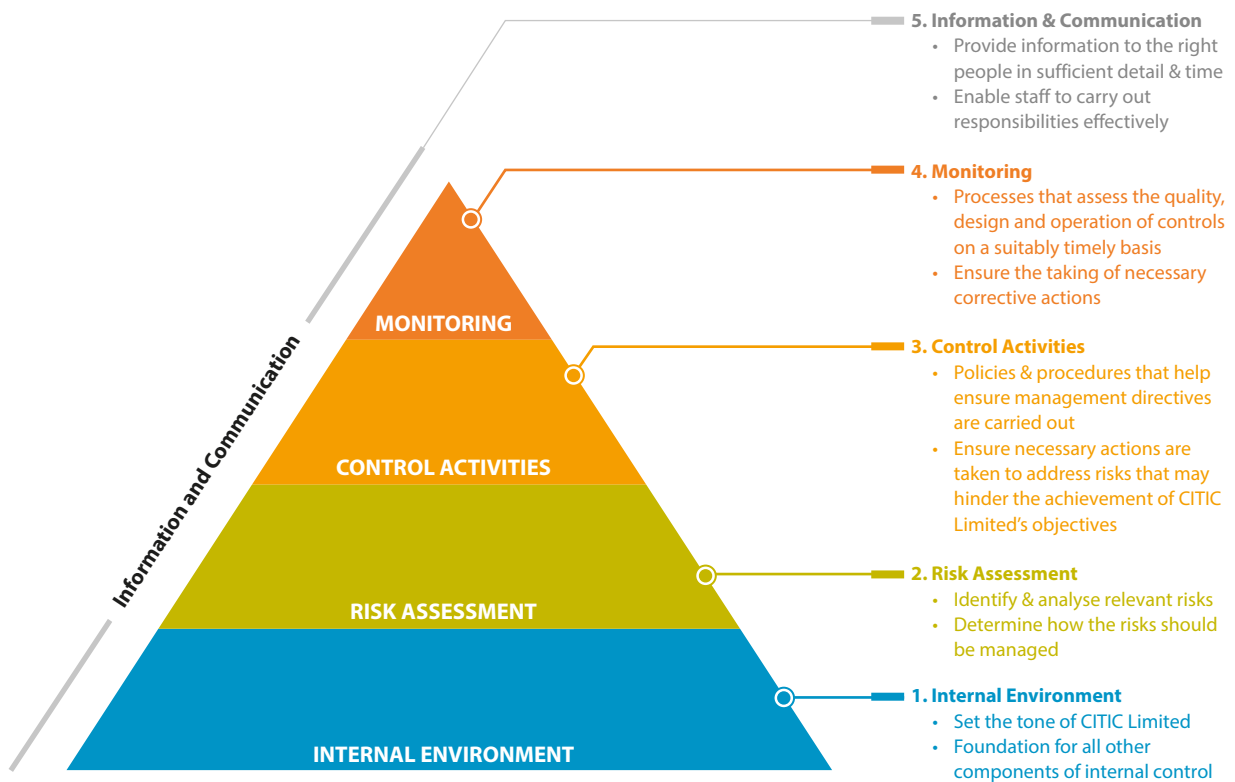 5. Information & Communication
• Provide information to the right
people in sufficient detail & time
• Enable staff to carry out
responsibilities effectively
4. Monitoring
• Processes that assess the quality,
design and operation of controls
on a suitably timely basis
• Ensure the taking of necessary
corrective actions
3. Control Activities
• Policies & procedures that help
ensure management directives
are carried out
• Ensure necessary actions are
taken to address risks that may
hinder the achievement of CITIC
Limited's objectives
2. Risk Assessment
• Identify & analyse relevant risks
• Determine how the risks should
be managed
1. Internal Environment
• Set the tone of CITIC Limited
• Foundation for all other
components of internal control
Information and Communication
MONITORING
CONTROL ACTIVITIES
RISK ASSESSMENT
INTERNAL ENVIRONMENT